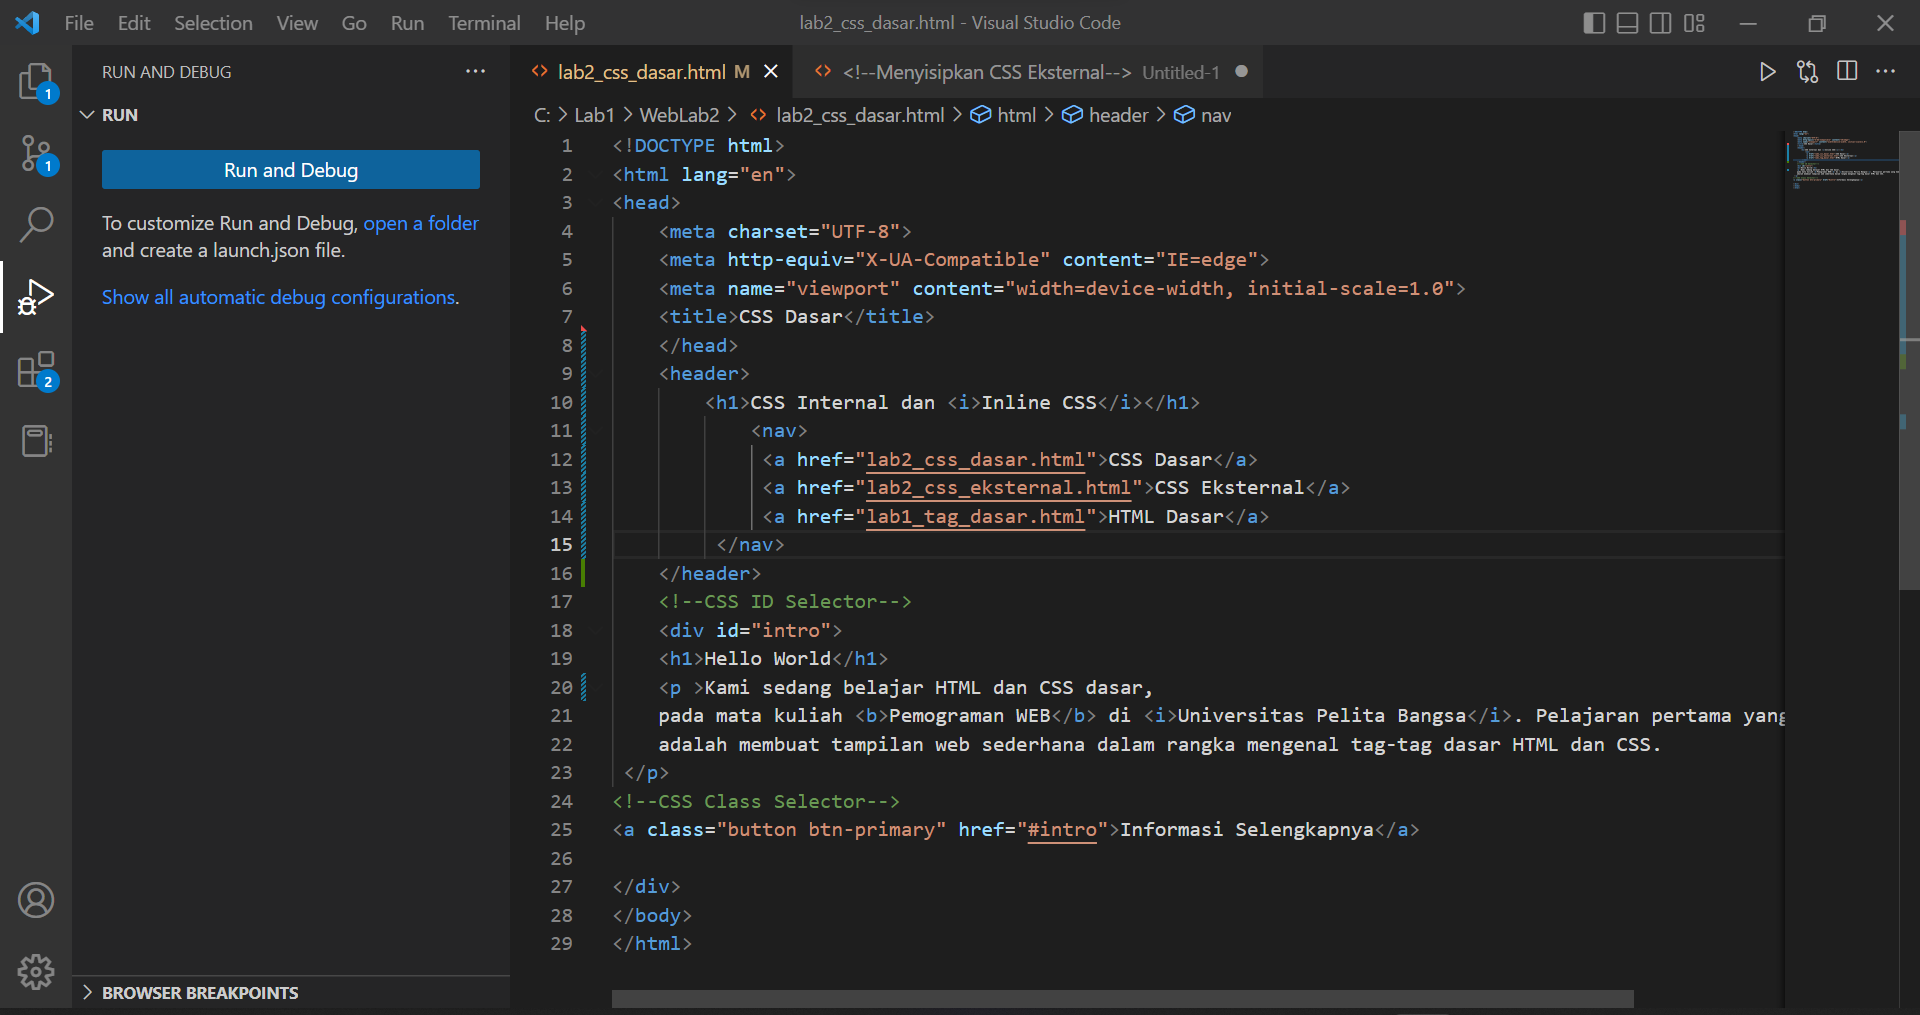 File Edit Selection View Go Run Terminal Help lab2_css_dasar.html - Visual Studio Code
RUN AND DEBUG
RUN
Run and Debug
To customize Run and Debug, open a folder
and create a launch.json file.
Show all automatic debug configurations.
BROWSER BREAKPOINTS
1
1
2
lab2_css_dasar.html M
<!--Menyisipkan CSS Eksternal--> Untitled-1
C: > Lab1 > WebLab2 > lab2_css_dasar.html > html > header > nav
1 <!DOCTYPE html>
2 <html lang="en">
3 <head>
4 <meta charset="UTF-8">
5 <meta http-equiv="X-UA-Compatible" content="IE=edge">
6 <meta name="viewport" content="width=device-width, initial-scale=1.0">
7 <title>CSS Dasar</title>
8 </head>
9 <header>
10 <h1>CSS Internal dan <i>Inline CSS</i></h1>
11 <nav>
12 <a href="lab2_css_dasar.html">CSS Dasar</a>
13 <a href="lab2_css_eksternal.html">CSS Eksternal</a>
14 <a href="lab1_tag_dasar.html">HTML Dasar</a>
15 </nav>
16 </header>
17 <!--CSS ID Selector-->
18 <div id="intro">
19 <h1>Hello World</h1>
20 <p >Kami sedang belajar HTML dan CSS dasar,
21 pada mata kuliah <b>Pemograman WEB</b> di <i>Universitas Pelita Bangsa</i>. Pelajaran pertama yang
22 adalah membuat tampilan web sederhana dalam rangka mengenal tag-tag dasar HTML dan CSS.
23 </p>
24 <!--CSS Class Selector-->
25 <a class="button btn-primary" href="#intro">Informasi Selengkapnya</a>
26
27 </div>
28 </body>
29 </html>